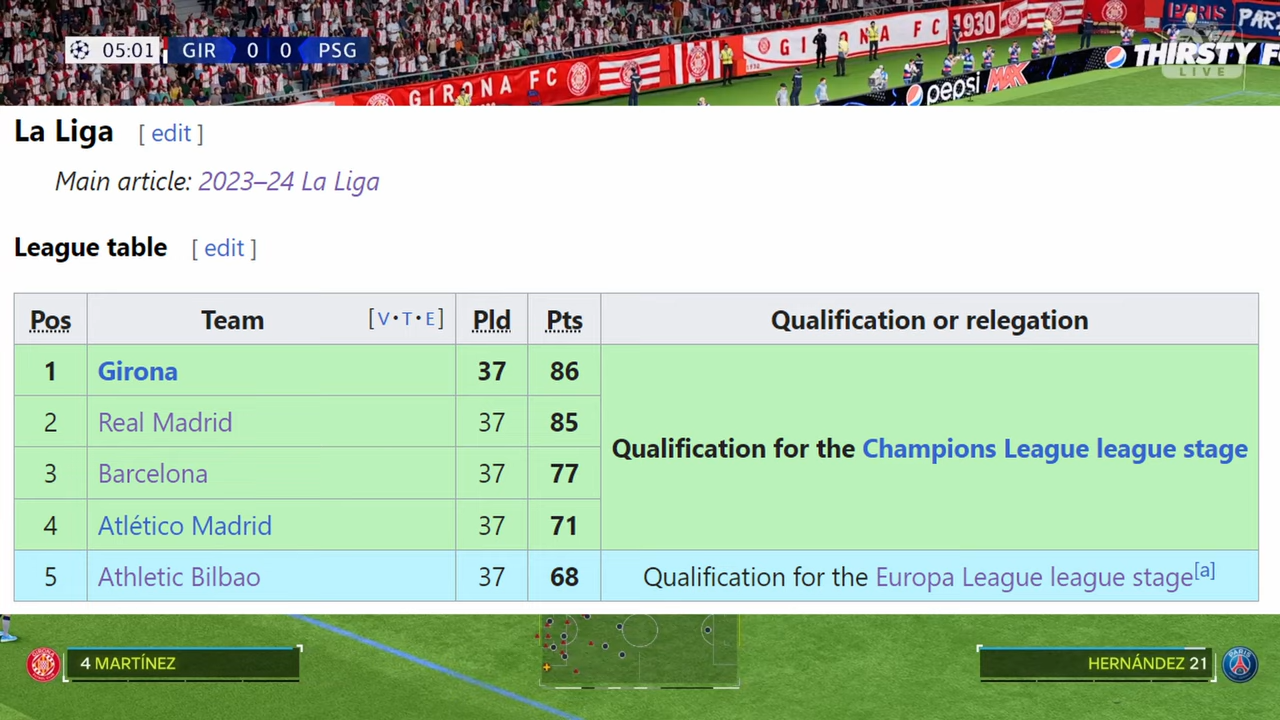 05:01 GIR 0 0 PSG
GIRONA FC
GIRONA FC 1930
PARIS
pepsi MAX
THIRSTY F
LIVE
La Liga [ edit ]
Main article: 2023–24 La Liga
League table [ edit ]
Pos Team [V·T·E] Pld Pts Qualification or relegation
1 Girona 37 86
2 Real Madrid 37 85
Qualification for the Champions League league stage
3 Barcelona 37 77
4 Atlético Madrid 37 71
5 Athletic Bilbao 37 68 Qualification for the Europa League league stage[a]
4 MARTÍNEZ
HERNÁNDEZ 21